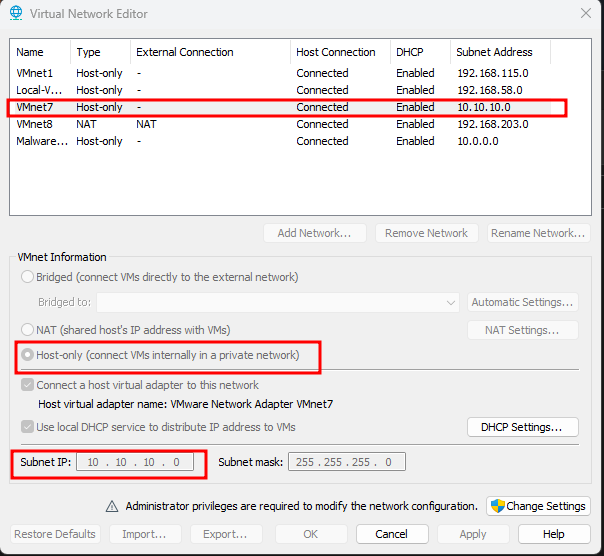 Virtual Network Editor
Name Type External Connection Host Connection DHCP Subnet Address
VMnet1 Host-only - Connected Enabled 192.168.115.0
Local-V... Host-only - Connected Enabled 192.168.58.0
VMnet7 Host-only - Connected Enabled 10.10.10.0
VMnet8 NAT NAT Connected Enabled 192.168.203.0
Malware... Host-only - Connected Enabled 10.0.0.0
Add Network... Remove Network Rename Network...
VMnet Information
Bridged (connect VMs directly to the external network)
Bridged to: Automatic Settings...
NAT (shared host's IP address with VMs) NAT Settings...
Host-only (connect VMs internally in a private network)
Connect a host virtual adapter to this network
Host virtual adapter name: VMware Network Adapter VMnet7
Use local DHCP service to distribute IP address to VMs DHCP Settings...
Subnet IP: 10 . 10 . 10 . 0 Subnet mask: 255 . 255 . 255 . 0
Administrator privileges are required to modify the network configuration. Change Settings
Restore Defaults Import... Export... OK Cancel Apply Help